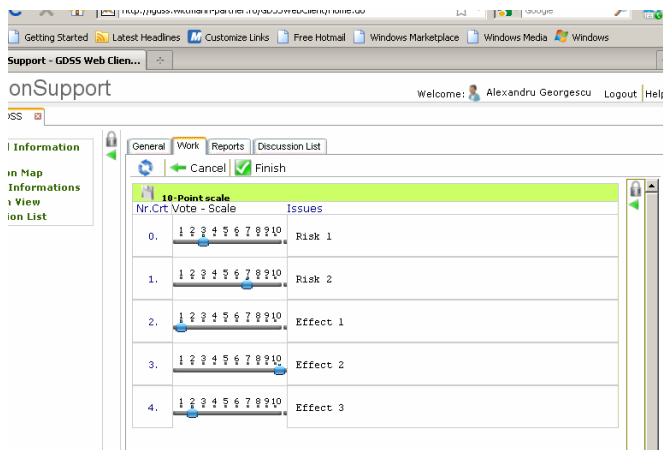 http://iguss.wittmann-partner.ro/GDSSWebClient/Home.do Google
Getting Started Latest Headlines Customize Links Free Hotmail Windows Marketplace Windows Media Windows
Support - GDSS Web Clien...
onSupport
Welcome: Alexandru Georgescu Logout Help
DSS
Information
General Work Reports Discussion List
Cancel Finish
on Map
Informations
View
ion List
10-Point scale
Nr.Crt Vote - Scale Issues
0. 1 2 3 4 5 6 7 8 9 10 Risk 1
1. 1 2 3 4 5 6 7 8 9 10 Risk 2
2. 1 2 3 4 5 6 7 8 9 10 Effect 1
3. 1 2 3 4 5 6 7 8 9 10 Effect 2
4. 1 2 3 4 5 6 7 8 9 10 Effect 3